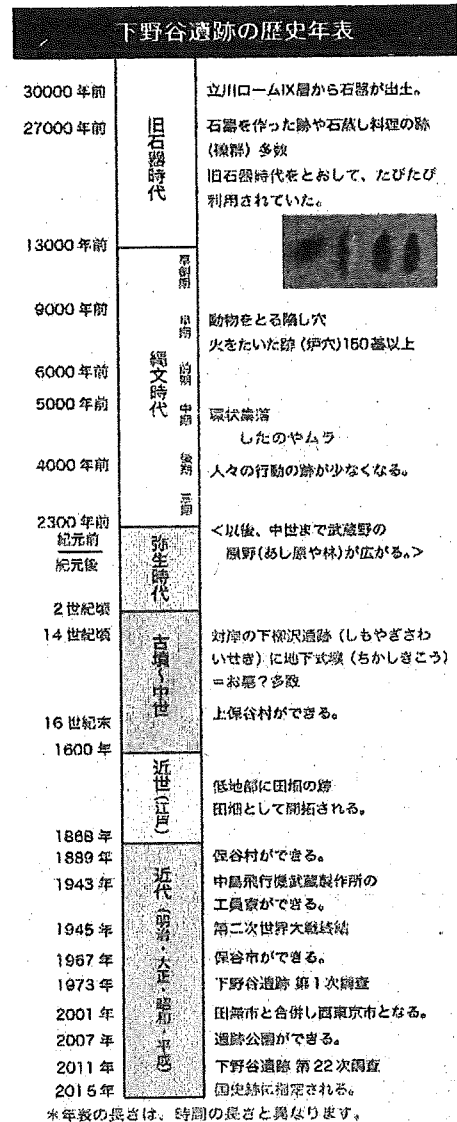 下野谷遺跡の歴史年表
30000年前 立川ロームIX層から石器が出土。
27000年前 石器を作った跡や石蒸し料理の跡
(礫群) 多数
旧石器時代
旧石器時代をとおして、たびたび
利用されていた。
13000年前
草創期
9000年前
早期 動物をとる陥し穴
火をたいた跡(炉穴)150基以上
縄文時代
6000年前 前期
5000年前 中期 環状集落
したのやムラ
4000年前 後期 人々の行動の跡が少なくなる。
晩期
2300年前
紀元前
紀元後
弥生時代
<以後、中世まで武蔵野の
原野(あし原や林)が広がる。>
2世紀頃
14世紀頃 対岸の下柳沢遺跡(しもやぎさわ
いせき)に地下式壙(ちかしきこう)
=お墓?多数
古墳~中世
16世紀末 上保谷村ができる。
1600年
近世(江戸)
低地部に田畑の跡
田畑として開拓される。
1868年
近代(明治・大正・昭和・平成)
1889年 保谷村ができる。
1943年 中島飛行機武蔵製作所の
工員寮ができる。
1945年 第二次世界大戦終結
1967年 保谷市ができる。
1973年 下野谷遺跡 第1次調査
2001年 田無市と合併し西東京市となる。
2007年 遺跡公園ができる。
2011年 下野谷遺跡 第22次調査
2015年 国史跡に指定される。
*年表の長さは、時間の長さと異なります。